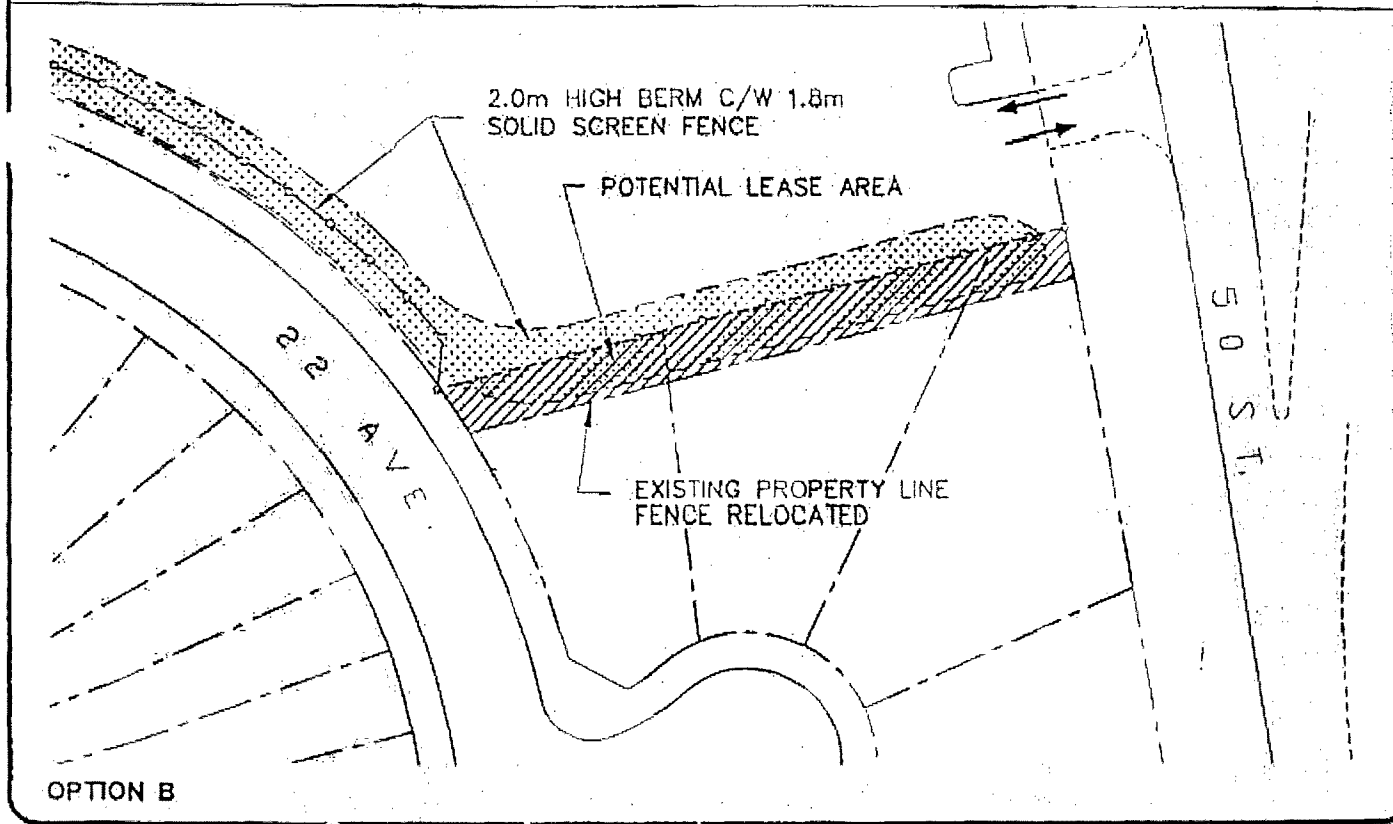 2.0m HIGH BERM C/W 1.8m
SOLID SCREEN FENCE
POTENTIAL LEASE AREA
22 AVE.
50 ST.
EXISTING PROPERTY LINE
FENCE RELOCATED
OPTION B